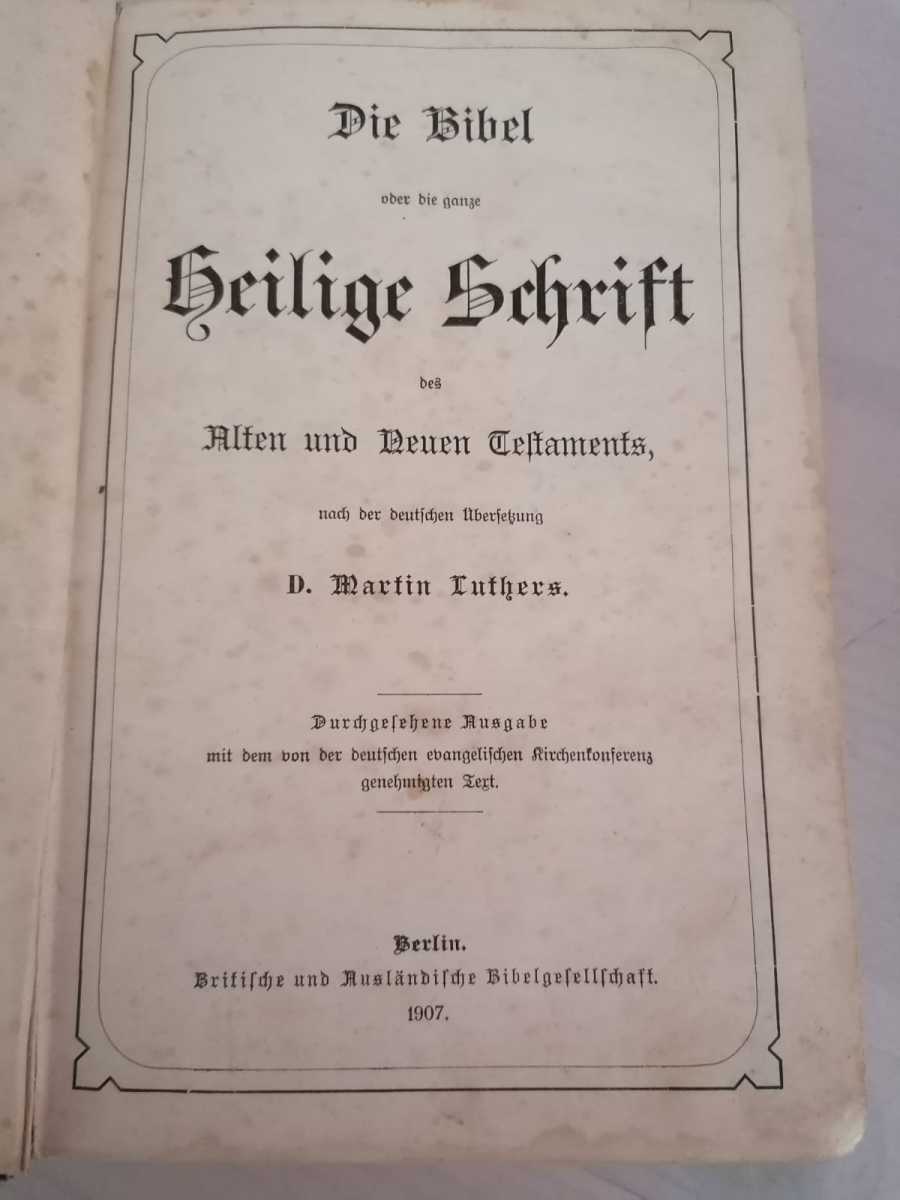 Die Bibel
oder die ganze
Heilige Schrift
des
Alten und Neuen Teſtaments,
nach der deutſchen Überſetzung
D. Martin Luthers.
Durchgeſehene Ausgabe
mit dem von der deutſchen evangeliſchen Kirchenkonferenz
genehmigten Text.
Berlin.
Britiſche und Ausländiſche Bibelgeſellſchaft.
1907.